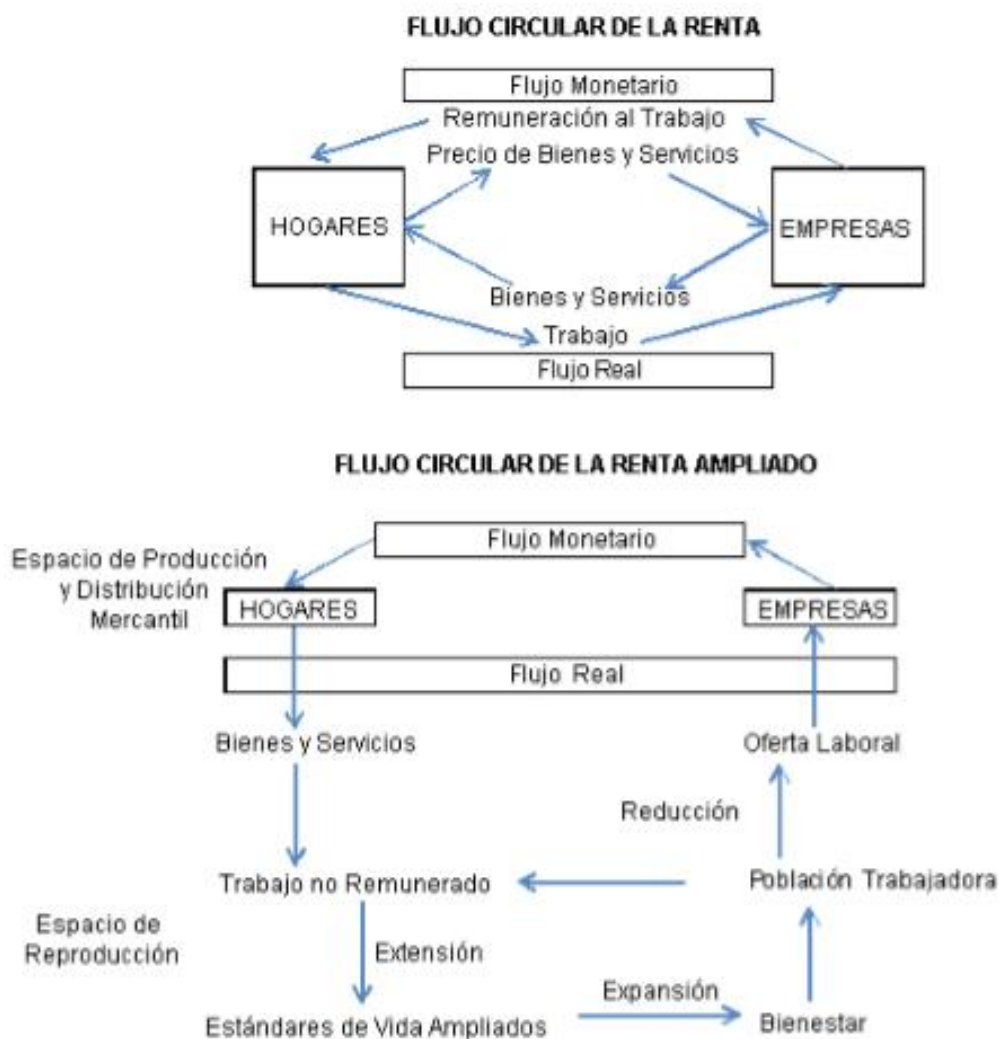 FLUJO CIRCULAR DE LA RENTA
Flujo Monetario
Remuneración al Trabajo
Precio de Bienes y Servicios
HOGARES
EMPRESAS
Bienes y Servicios
Trabajo
Flujo Real
FLUJO CIRCULAR DE LA RENTA AMPLIADO
Flujo Monetario
Espacio de Producción
y Distribución
Mercantil
HOGARES
EMPRESAS
Flujo Real
Bienes y Servicios
Oferta Laboral
Reducción
Trabajo no Remunerado
Población Trabajadora
Espacio de
Reproducción
Extensión
Expansión
Estándares de Vida Ampliados
Bienestar